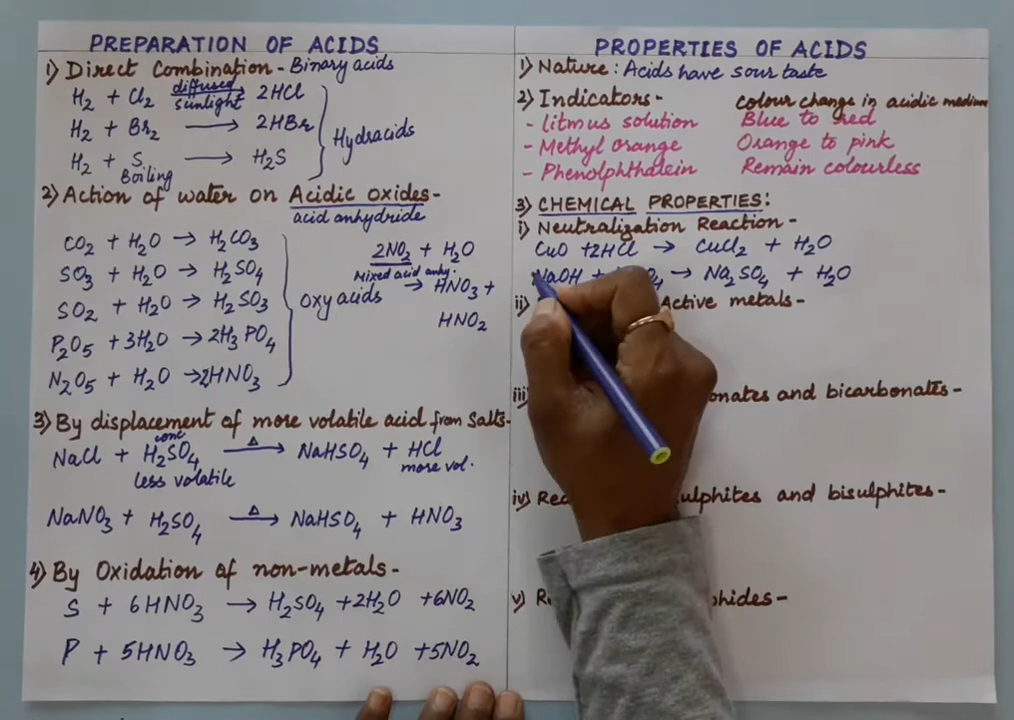 PREPARATION OF ACIDS
1) Direct Combination - Binary acids
H₂ + Cl₂ diffused sunlight → 2HCl
H₂ + Br₂ → 2HBr
H₂ + S → H₂S
Boiling
Hydracids
2) Action of water on Acidic oxides-
acid anhydride
CO₂ + H₂O → H₂CO₃
SO₃ + H₂O → H₂SO₄
SO₂ + H₂O → H₂SO₃
P₂O₅ + 3H₂O → 2H₃PO₄
N₂O₅ + H₂O → 2HNO₃
Oxyacids
2NO₂ + H₂O
Mixed acid anhy.
→ HNO₃ +
HNO₂
3) By displacement of more volatile acid from Salts-
NaCl + conc H₂SO₄ Δ → NaHSO₄ + HCl
less volatile more vol.
NaNO₃ + H₂SO₄ Δ → NaHSO₄ + HNO₃
4) By Oxidation of non-metals-
S + 6HNO₃ → H₂SO₄ + 2H₂O + 6NO₂
P + 5HNO₃ → H₃PO₄ + H₂O + 5NO₂
PROPERTIES OF ACIDS
1) Nature: Acids have sour taste
2) Indicators- colour change in acidic medium
- Litmus solution Blue to red
- Methyl orange Orange to pink
- Phenolphthalein Remain colourless
3) CHEMICAL PROPERTIES:
i) Neutralization Reaction-
CuO + 2HCl → CuCl₂ + H₂O
NaOH + → Na₂SO₄ + H₂O
ii) Active metals-
iii) and bicarbonates-
iv) and bisulphites-
v)